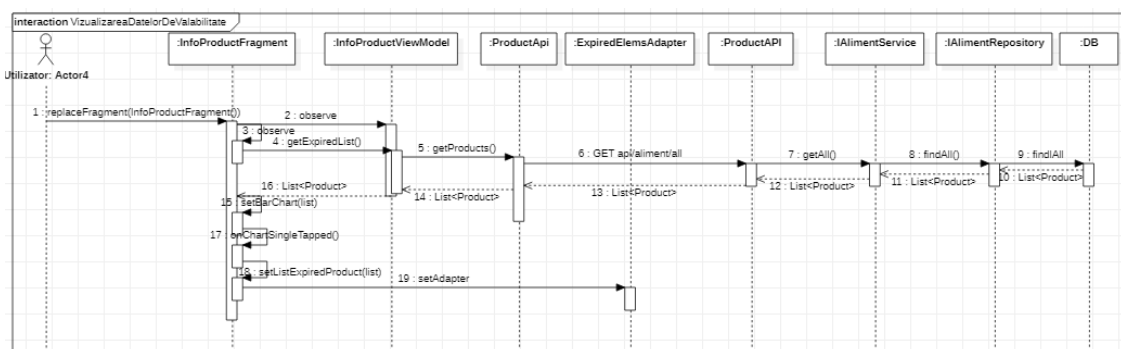 interaction VizualizareaDatelorDeValabilitate
:InfoProductFragment
:InfoProductViewModel
:ProductApi
:ExpiredElemsAdapter
:ProductAPI
:IAlimentService
:IAlimentRepository
:DB
Utilizator: Actor4
1 : replaceFragment(InfoProductFragment())
2 : observe
3 : observe
4 : getExpiredList()
5 : getProducts()
6 : GET api/aliment/all
7 : getAll()
8 : findAll()
9 : findlAll
10 : List<Product>
11 : List<Product>
12 : List<Product>
13 : List<Product>
14 : List<Product>
16 : List<Product>
15 : setBarChart(list)
17 : onChartSingleTapped()
18 : setListExpiredProduct(list)
19 : setAdapter